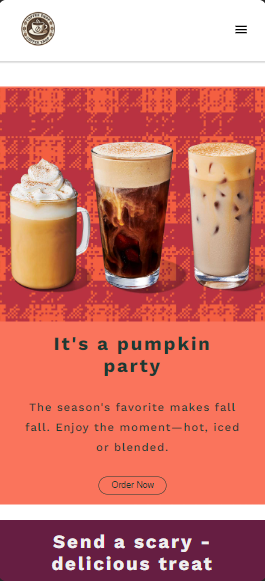 It's a pumpkin
party
The season's favorite makes fall
fall. Enjoy the moment—hot, iced
or blended.
Order Now
Send a scary -
delicious treat